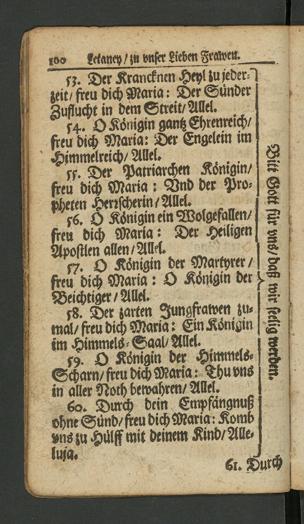 100 Letaney / zu vnser Lieben Frawen.
53. Der Krancknen Heyl zu jeder-
zeit / freu dich Maria: Der Sünder
Zuflucht in dem Streit / Allel.
54. O Königin gantz Ehrenreich /
freu dich Maria: Der Engelein im
Himmelreich / Allel.
55. Der Patriarchen Königin /
freu dich Maria: Vnd der Pro-
pheten Herrscherin / Allel.
56. O Königin ein Wolgefallen /
freu dich Maria: Der Heiligen
Apostlen allen / Allel.
57. O Königin der Martyrer /
freu dich Maria: O Königin der
Beichtiger / Allel.
58. Der zarten Jungfrawen zu-
mal / freu dich Maria: Ein Königin
im Himmels-Saal / Allel.
59. O Königin der Himmels-
Scharn / freu dich Maria: Thu vns
in aller Noth bewahren / Allel.
60. Durch dein Empfängnuß
ohne Sünd / freu dich Maria: Komb
vns zu Hülff mit deinem Kind / Alle-
luja.
Bitt Gott für vns / daß wir seelig werden.
61. Durch